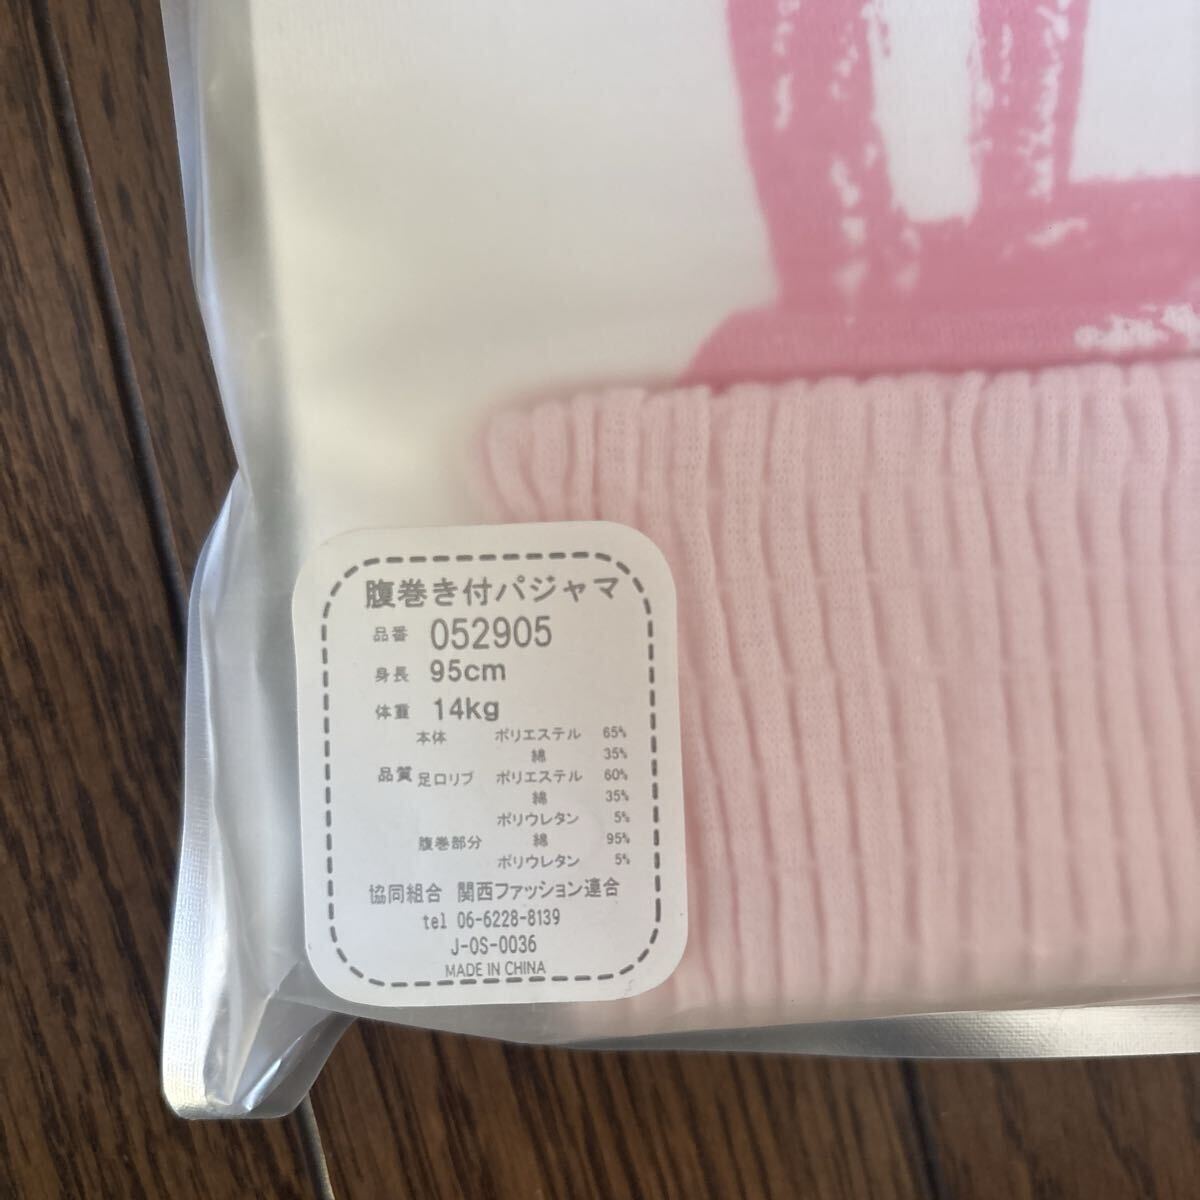 腹巻き付パジャマ
品番 052905
身長 95cm
体重 14kg
本体 ポリエステル 65%
綿 35%
品質 足口リブ ポリエステル 60%
綿 35%
ポリウレタン 5%
腹巻部分 綿 95%
ポリウレタン 5%
協同組合 関西ファッション連合
tel 06-6228-8139
J-OS-0036
MADE IN CHINA